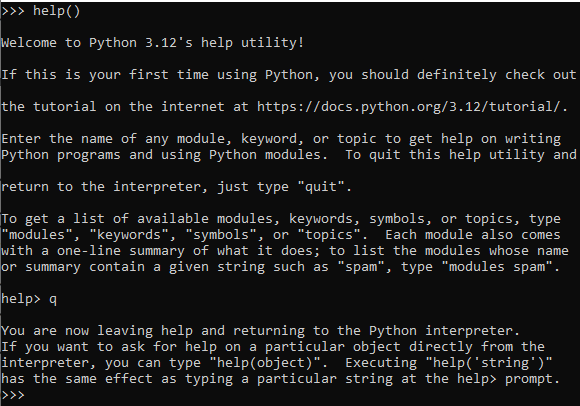 >>> help()
Welcome to Python 3.12's help utility!
If this is your first time using Python, you should definitely check out
the tutorial on the internet at https://docs.python.org/3.12/tutorial/.
Enter the name of any module, keyword, or topic to get help on writing
Python programs and using Python modules.  To quit this help utility and
return to the interpreter, just type "quit".
To get a list of available modules, keywords, symbols, or topics, type
"modules", "keywords", "symbols", or "topics".  Each module also comes
with a one-line summary of what it does; to list the modules whose name
or summary contain a given string such as "spam", type "modules spam".
help> q
You are now leaving help and returning to the Python interpreter.
If you want to ask for help on a particular object directly from the
interpreter, you can type "help(object)".  Executing "help('string')"
has the same effect as typing a particular string at the help> prompt.
>>>